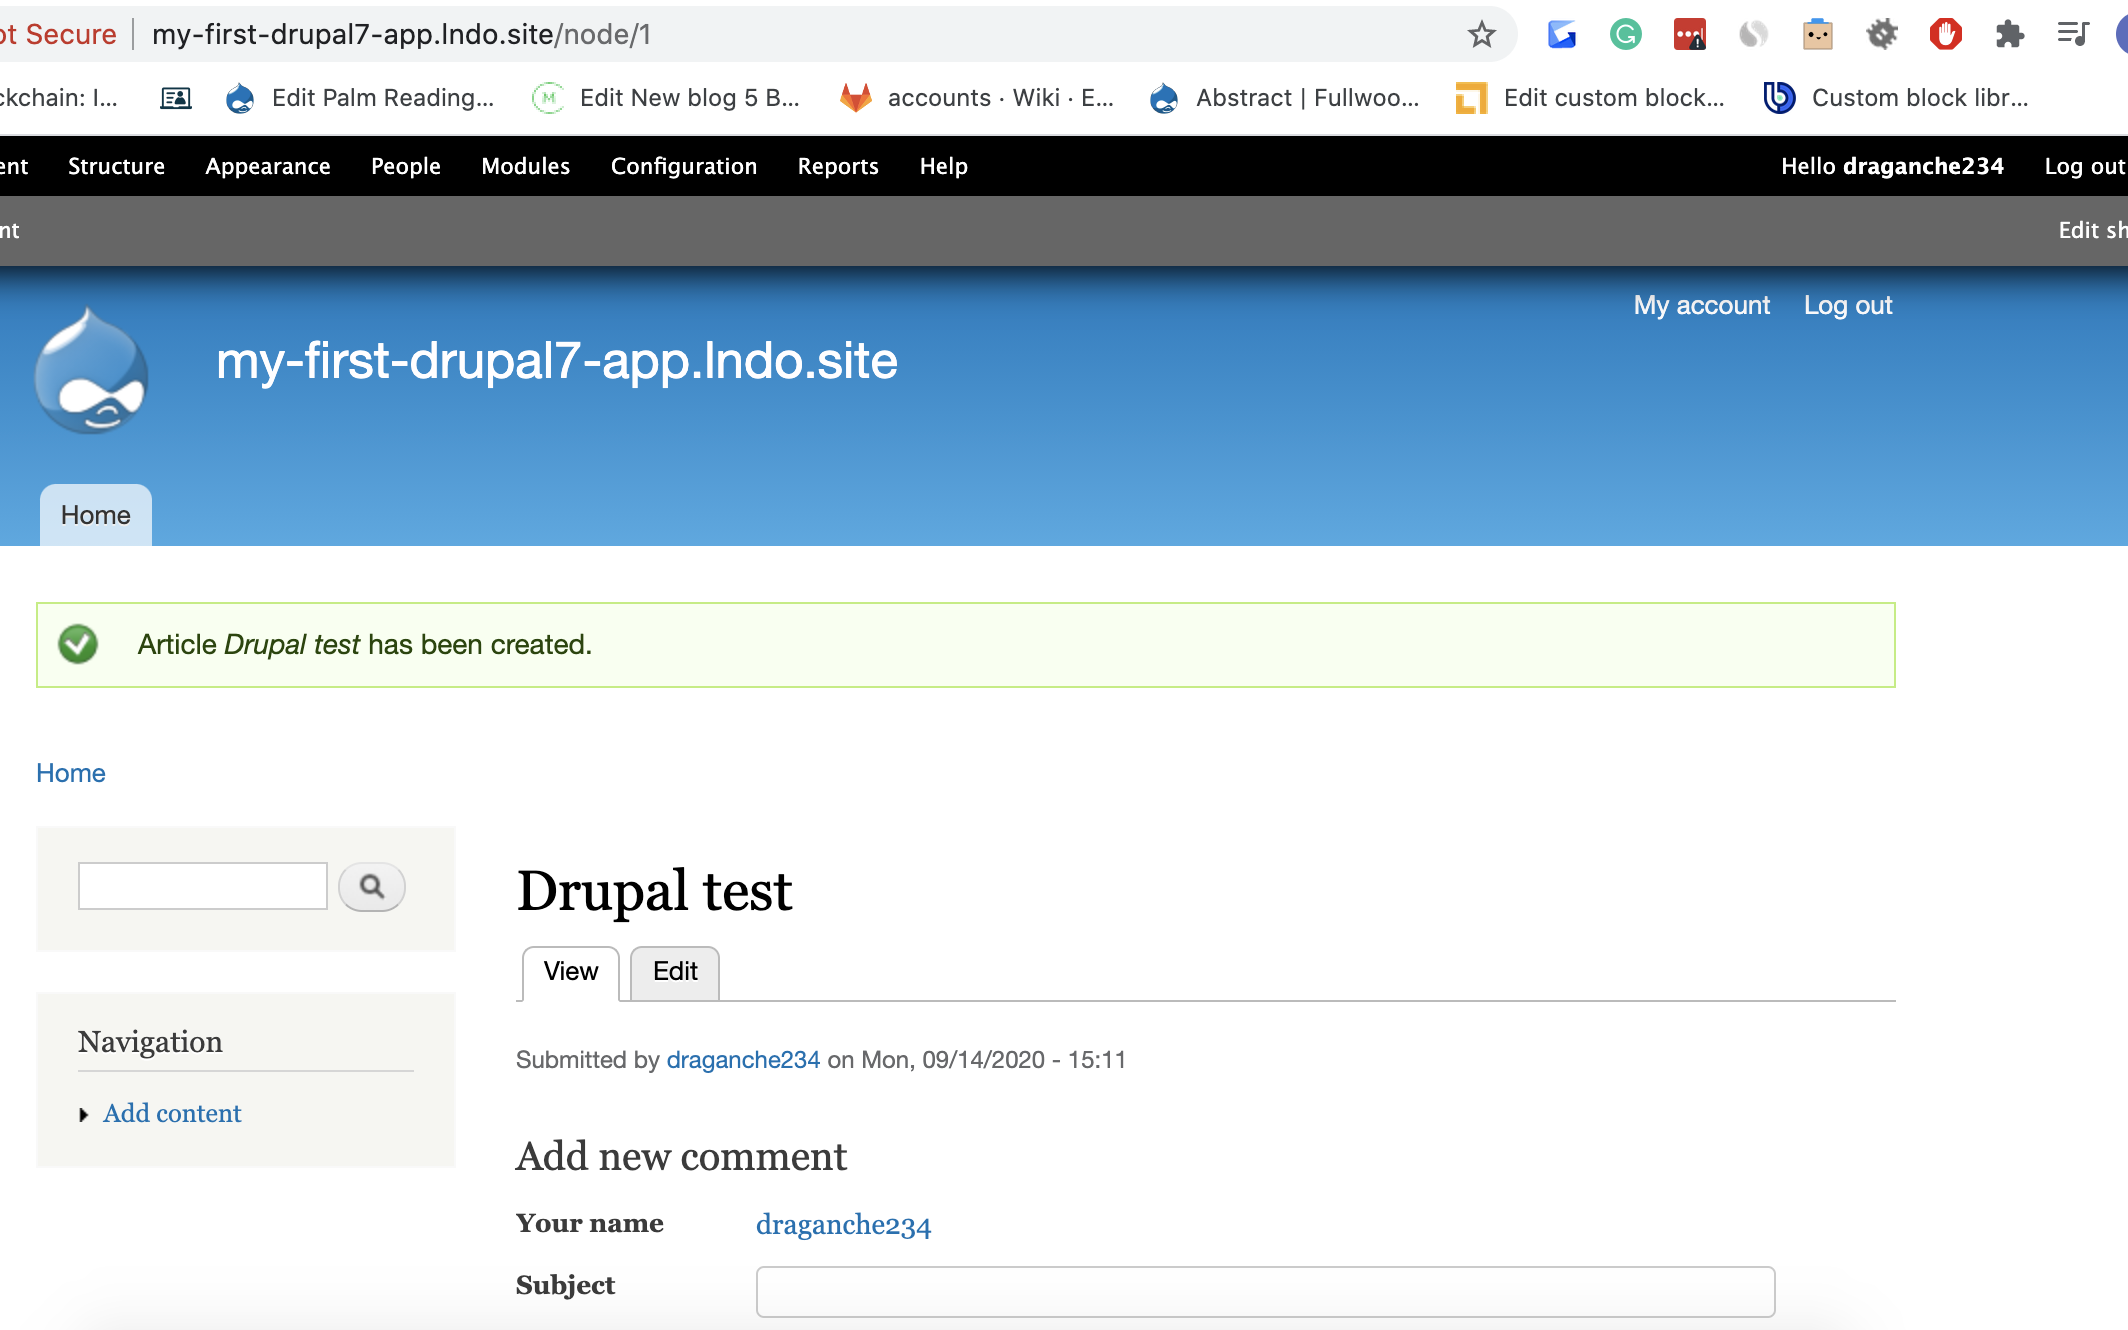 ot Secure my-first-drupal7-app.lndo.site/node/1
ckchain: I... Edit Palm Reading... Edit New blog 5 B... accounts · Wiki · E... Abstract | Fullwoo... Edit custom block... Custom block libr...
ent Structure Appearance People Modules Configuration Reports Help Hello draganche234 Log out
nt Edit sh
My account Log out
my-first-drupal7-app.lndo.site
Home
Article Drupal test has been created.
Home
Drupal test
View Edit
Navigation
Submitted by draganche234 on Mon, 09/14/2020 - 15:11
Add content
Add new comment
Your name draganche234
Subject